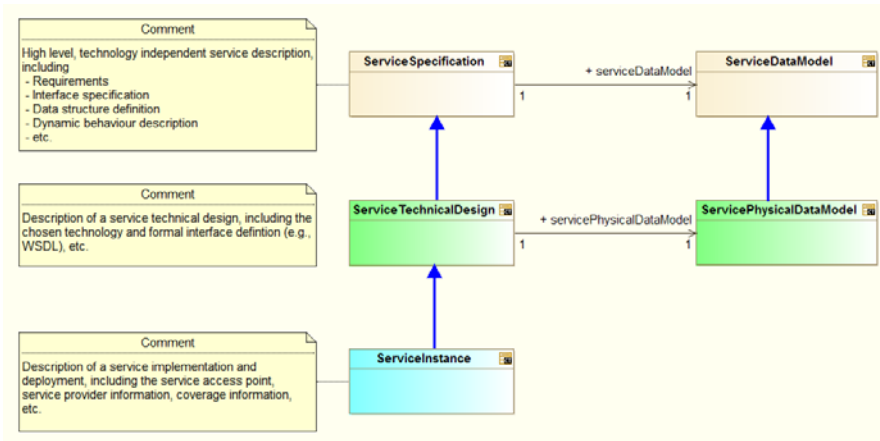 Comment
High level, technology independent service description,
including
- Requirements
- Interface specification
- Data structure definition
- Dynamic behaviour description
- etc.
ServiceSpecification
+ serviceDataModel
1
1
ServiceDataModel
Comment
Description of a service technical design, including the
chosen technology and formal interface defintion (e.g.,
WSDL), etc.
ServiceTechnicalDesign
+ servicePhysicalDataModel
1
1
ServicePhysicalDataModel
Comment
Description of a service implementation and
deployment, including the service access point,
service provider information, coverage information,
etc.
ServiceInstance